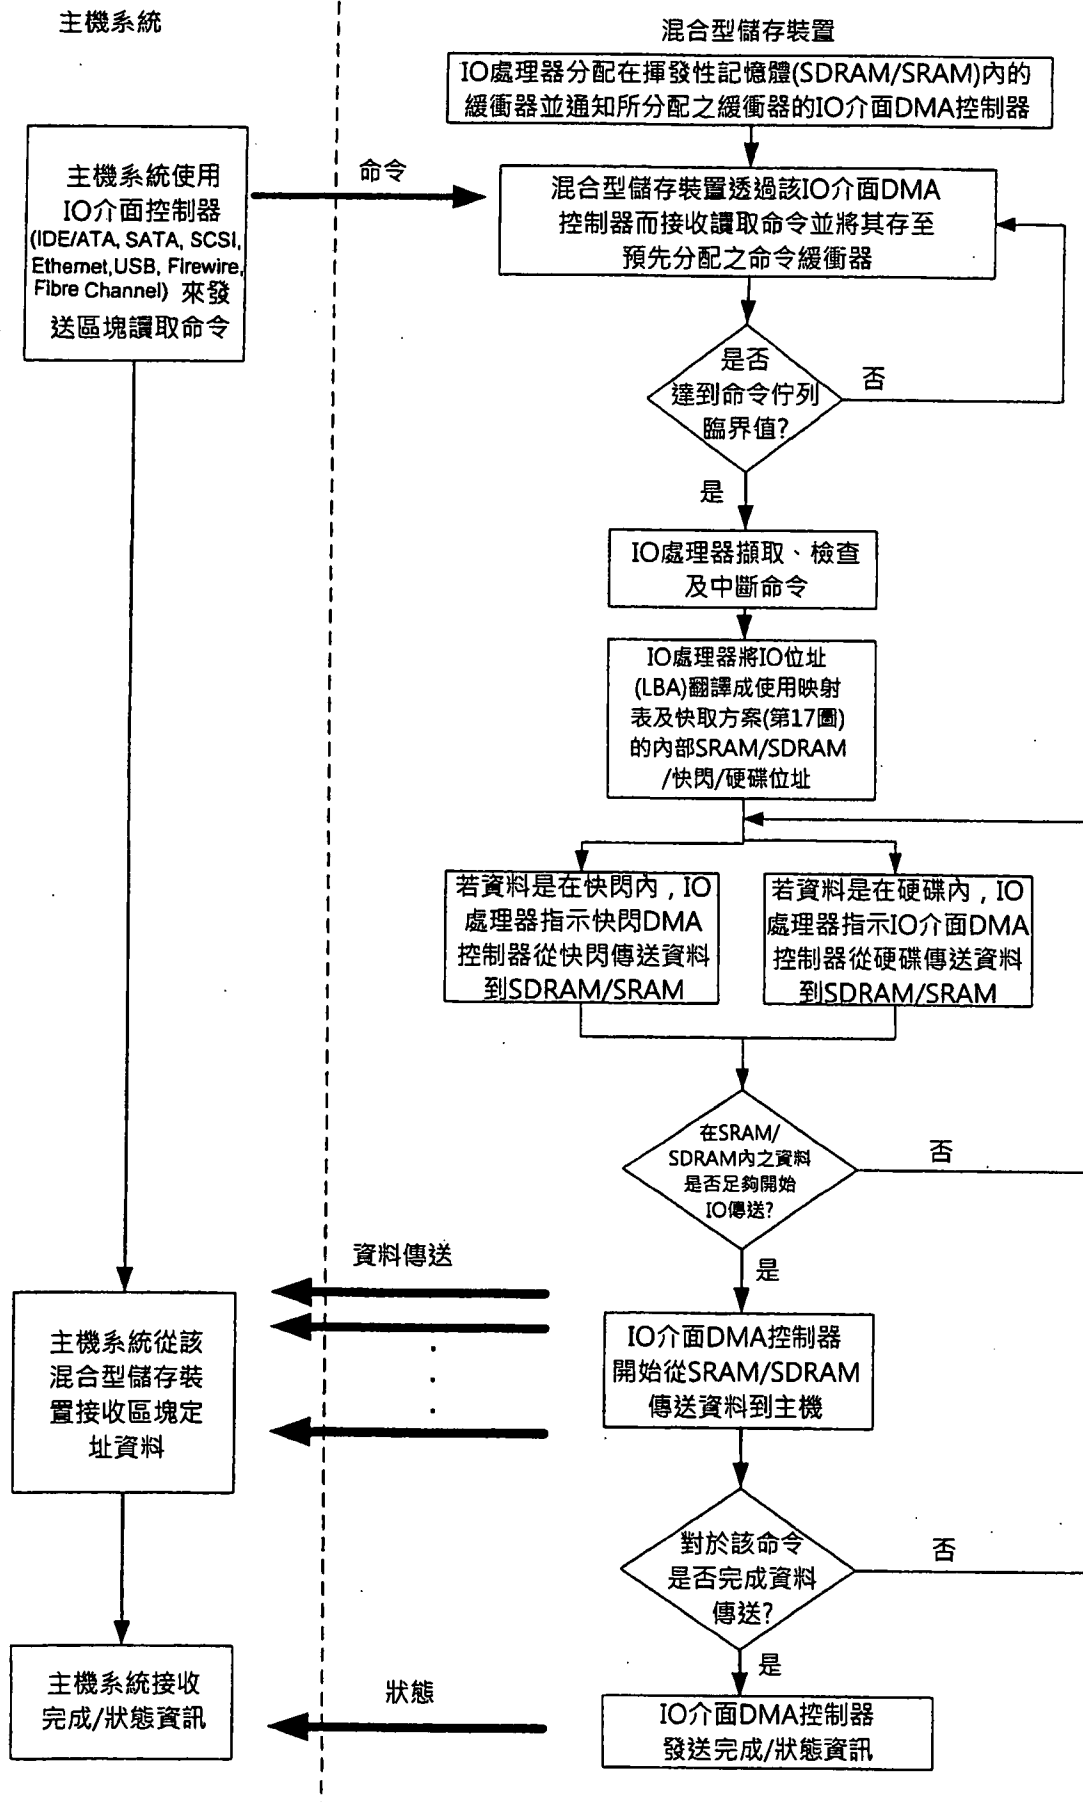 主機系統
混合型儲存裝置
IO處理器分配在揮發性記憶體(SDRAM/SRAM)內的
緩衝器並通知所分配之緩衝器的IO介面DMA控制器
主機系統使用
IO介面控制器
(IDE/ATA, SATA, SCSI,
Ethernet,USB, Firewire,
Fibre Channel) 來發
送區塊讀取命令
命令
混合型儲存裝置透過該IO介面DMA
控制器而接收讀取命令並將其存至
預先分配之命令緩衝器
是否
達到命令佇列
臨界值?
否
是
IO處理器擷取、檢查
及中斷命令
IO處理器將IO位址
(LBA)翻譯成使用映射
表及快取方案(第17圖)
的內部SRAM/SDRAM
/快閃/硬碟位址
若資料是在快閃內，IO
處理器指示快閃DMA
控制器從快閃傳送資料
到SDRAM/SRAM
若資料是在硬碟內，IO
處理器指示IO介面DMA
控制器從硬碟傳送資料
到SDRAM/SRAM
在SRAM/
SDRAM內之資料
是否足夠開始
IO傳送?
否
是
資料傳送
主機系統從該
混合型儲存裝
置接收區塊定
址資料
IO介面DMA控制器
開始從SRAM/SDRAM
傳送資料到主機
對於該命令
是否完成資料
傳送?
否
是
狀態
主機系統接收
完成/狀態資訊
IO介面DMA控制器
發送完成/狀態資訊